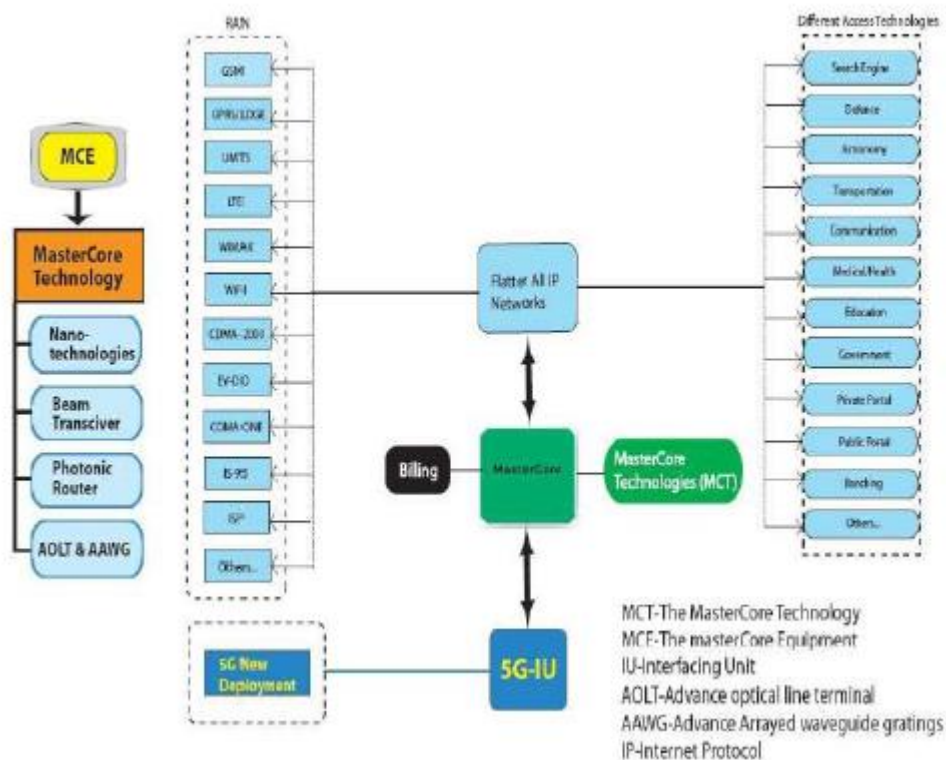 RAIN
GSM
GPRS/EDGE
UMTS
LTE
WIMAX
WIFI
CDMA-2000
EV-DO
CDMA-ONE
IS-95
Others...
MCE
MasterCore
Technology
Nano-
technologies
Beam
Transciver
Photonic
Router
AOLT & AAWG
Flatter All IP
Networks
Billing
MasterCore
MasterCore
Technologies (MCT)
5G New
Deployment
5G-IU
Different Access Technologies
Search Engine
Defance
Transportation
Communication
Medical/Health
Education
Government
Private Portal
Public Portal
Banking
Others...
MCT-The MasterCore Technology
MCE-The masterCore Equipment
IU-Interfacing Unit
AOLT-Advance optical line terminal
AAWG-Advance Arrayed waveguide gratings
IP-Internet Protocol